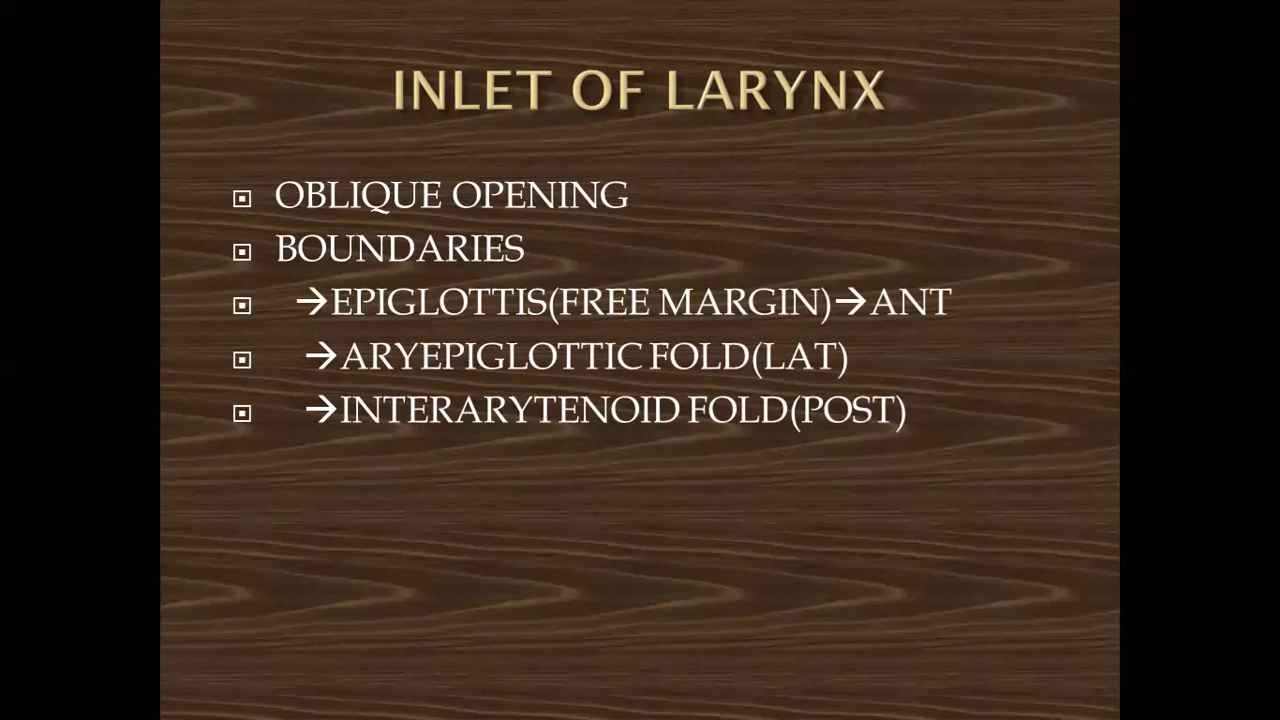 INLET OF LARYNX
OBLIQUE OPENING
BOUNDARIES
→EPIGLOTTIS(FREE MARGIN)→ANT
→ARYEPIGLOTTIC FOLD(LAT)
→INTERARYTENOID FOLD(POST)